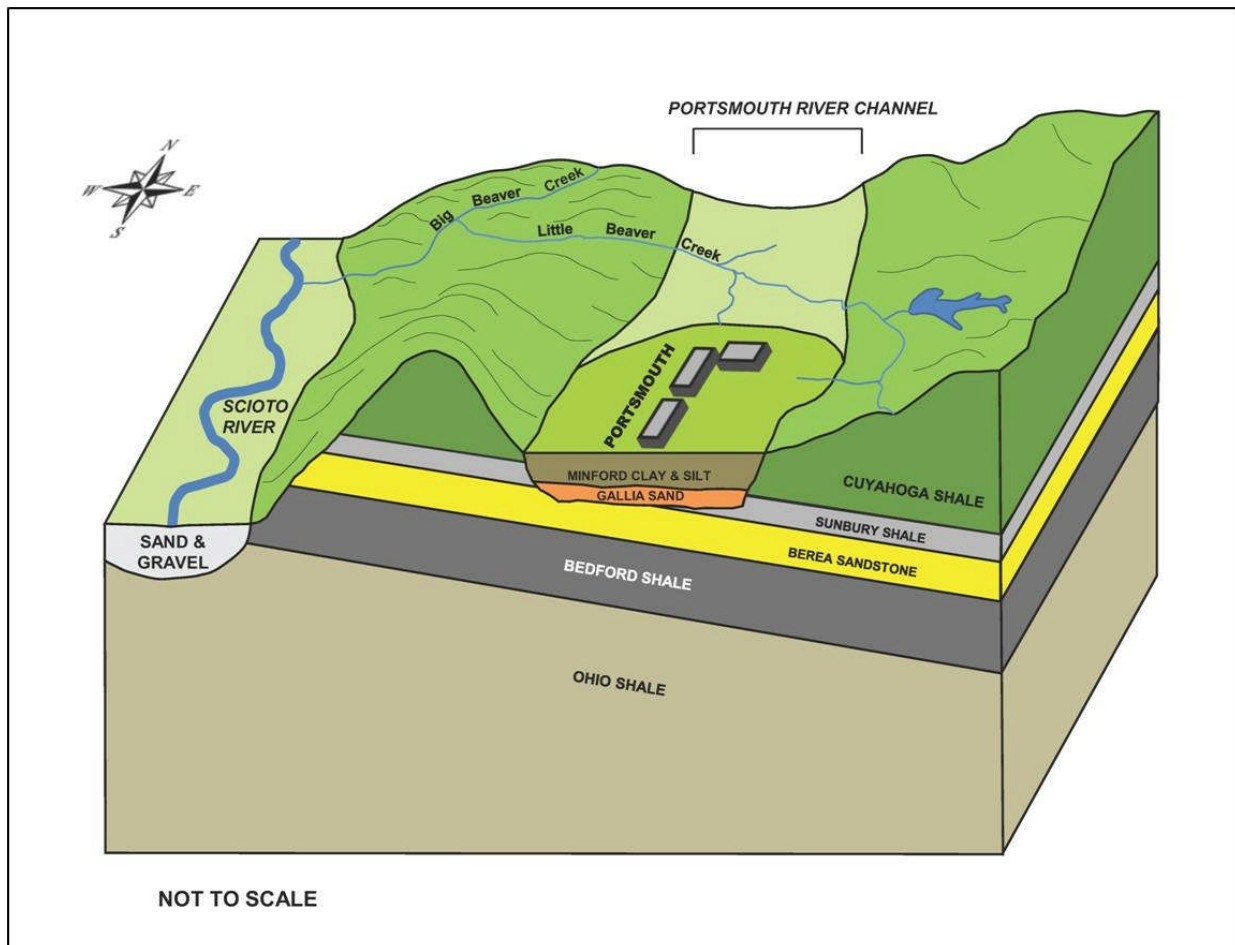 PORTSMOUTH RIVER CHANNEL
N
W
E
S
Big Beaver Creek
Little Beaver Creek
SCIOTO
RIVER
PORTSMOUTH
MINFORD CLAY & SILT
GALLIA SAND
CUYAHOGA SHALE
SUNBURY SHALE
BEREA SANDSTONE
SAND &
GRAVEL
BEDFORD SHALE
OHIO SHALE
NOT TO SCALE